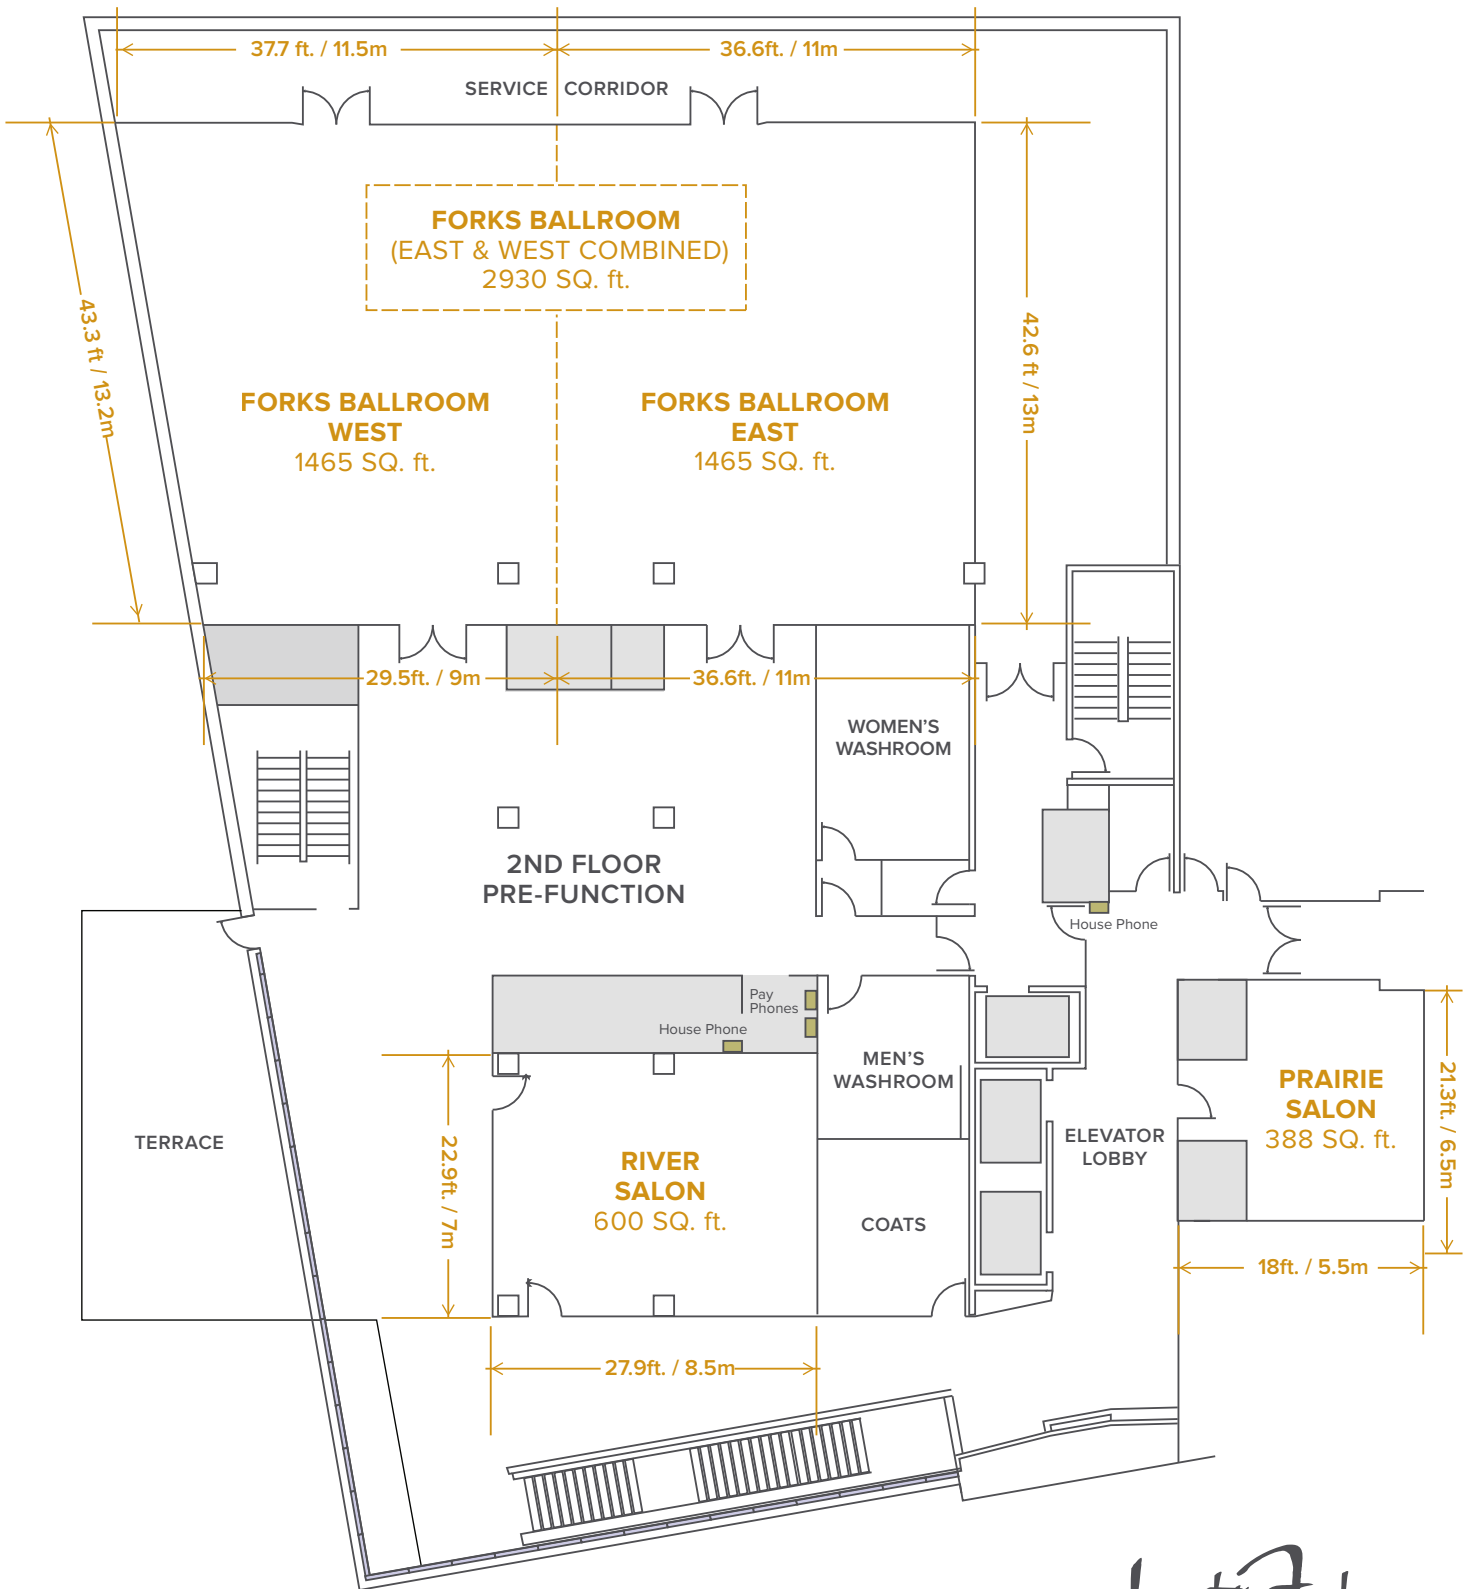 37.7 ft. / 11.5m
36.6ft. / 11m
SERVICE CORRIDOR
FORKS BALLROOM
(EAST & WEST COMBINED)
2930 SQ. ft.
43.3 ft / 13.2m
42.6 ft / 13m
FORKS BALLROOM
WEST
1465 SQ. ft.
FORKS BALLROOM
EAST
1465 SQ. ft.
29.5ft. / 9m
36.6ft. / 11m
WOMEN'S
WASHROOM
2ND FLOOR
PRE-FUNCTION
House Phone
Pay
Phones
House Phone
MEN'S
WASHROOM
TERRACE
22.9ft. / 7m
RIVER
SALON
600 SQ. ft.
COATS
ELEVATOR
LOBBY
PRAIRIE
SALON
388 SQ. ft.
21.3ft. / 6.5m
18ft. / 5.5m
27.9ft. / 8.5m